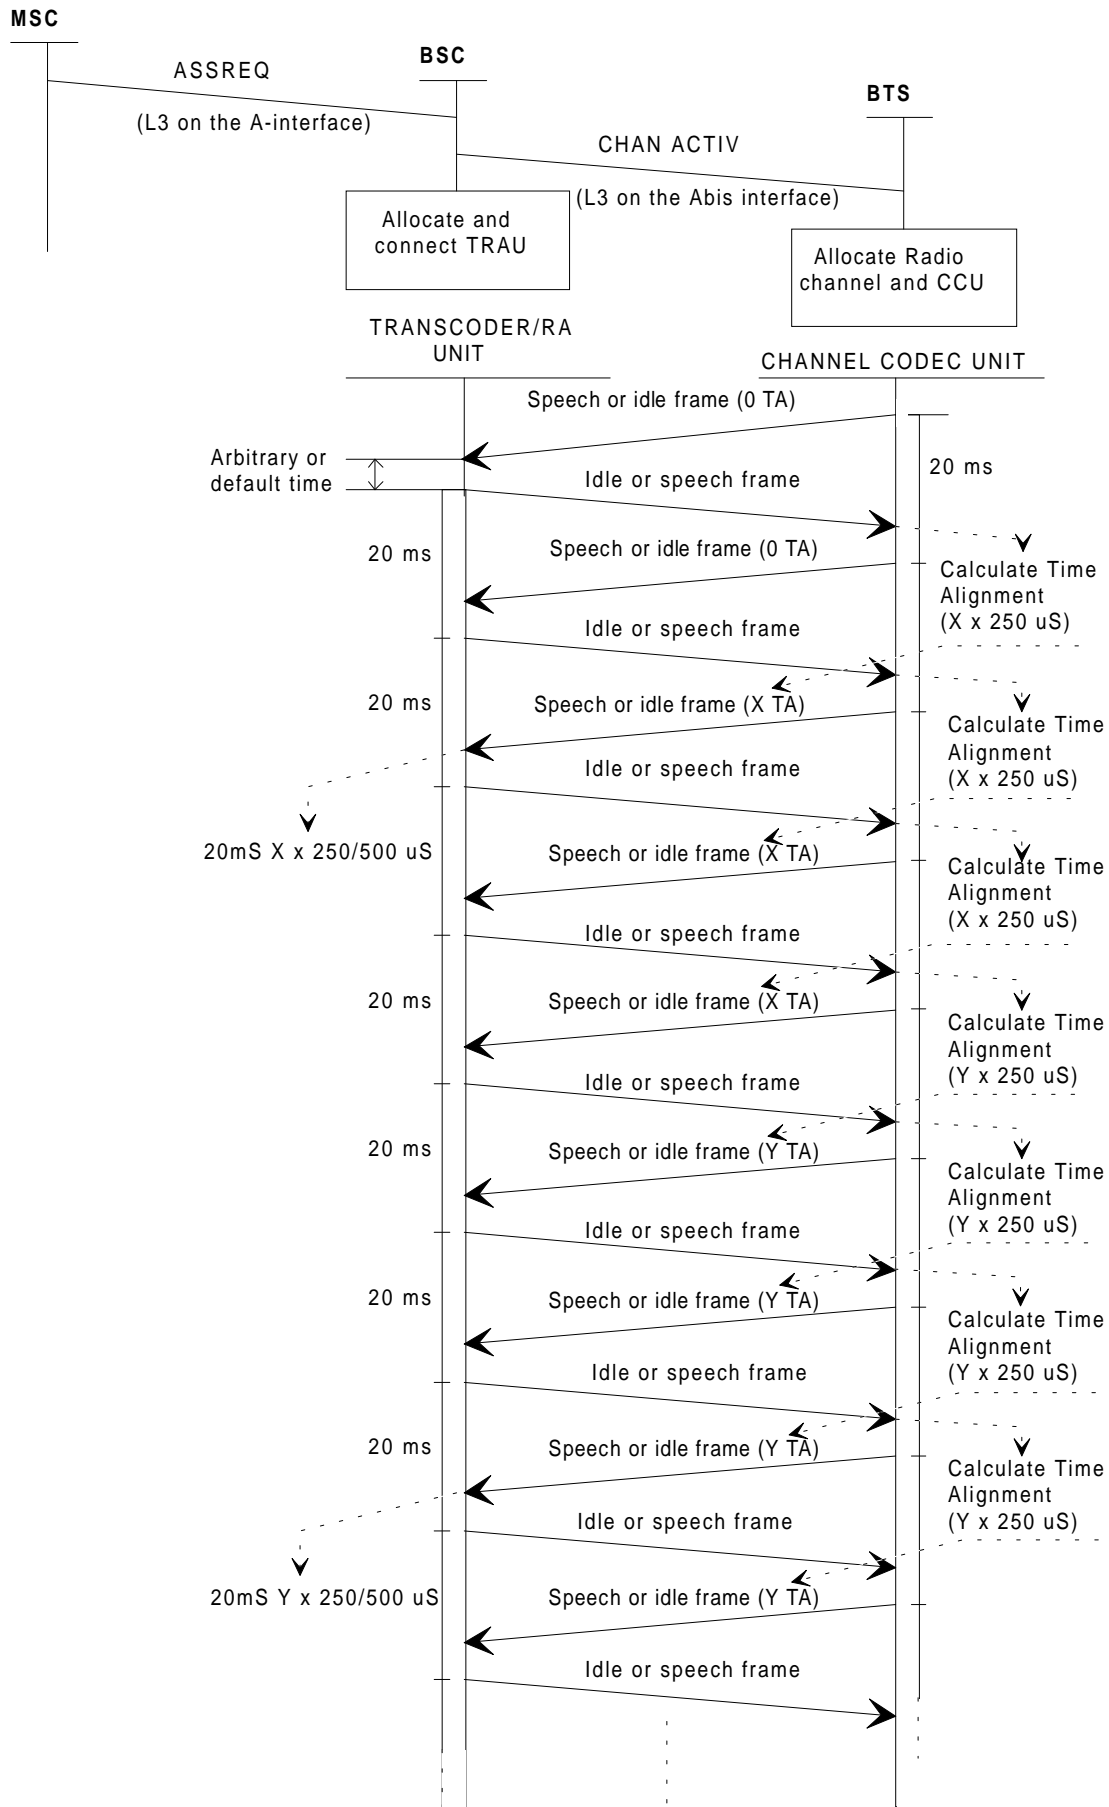 MSC
BSC
ASSREQ
BTS
(L3 on the A-interface)
CHAN ACTIV
(L3 on the Abis interface)
Allocate and
connect TRAU
Allocate Radio
channel and CCU
TRANSCODER/RA
UNIT
CHANNEL CODEC UNIT
Speech or idle frame (0 TA)
Arbitrary or
default time
20 ms
Idle or speech frame
20 ms
Speech or idle frame (0 TA)
Calculate Time
Alignment
(X x 250 uS)
Idle or speech frame
20 ms
Speech or idle frame (X TA)
Calculate Time
Alignment
(X x 250 uS)
Idle or speech frame
20mS X x 250/500 uS
Speech or idle frame (X TA)
Calculate Time
Alignment
(X x 250 uS)
Idle or speech frame
20 ms
Speech or idle frame (X TA)
Calculate Time
Alignment
(Y x 250 uS)
Idle or speech frame
20 ms
Speech or idle frame (Y TA)
Calculate Time
Alignment
(Y x 250 uS)
Idle or speech frame
20 ms
Speech or idle frame (Y TA)
Calculate Time
Alignment
(Y x 250 uS)
Idle or speech frame
20 ms
Speech or idle frame (Y TA)
Calculate Time
Alignment
(Y x 250 uS)
Idle or speech frame
20mS Y x 250/500 uS
Speech or idle frame (Y TA)
Idle or speech frame